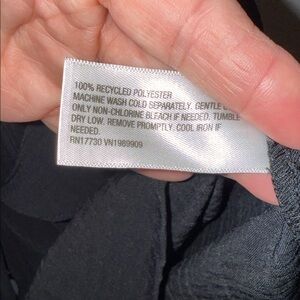 100% RECYCLED POLYESTER
MACHINE WASH COLD SEPARATELY. GENTLE
ONLY NON-CHLORINE BLEACH IF NEEDED. TUMBLE
DRY LOW. REMOVE PROMPTLY. COOL IRON IF
NEEDED.
RN17730 VN1989909